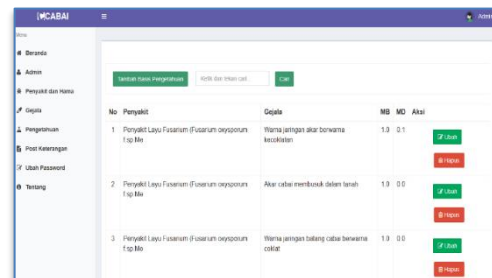 CABAI
Admin
Menu
Beranda
Admin
Penyakit dan Hama
Gejala
Pengetahuan
Post Keterangan
Ubah Password
Tentang
Tambah Basis Pengetahuan
Ketik dan tekan cari
Cari
No Penyakit Gejala MB MD Aksi
1 Penyakit Layu Fusarium (Fusarium oxysporum Warna jaringan akar berwarna 1.0 0.1
f.sp Mo kecoklatan
Ubah
Hapus
2 Penyakit Layu Fusarium (Fusarium oxysporum Akar cabai membusuk dalam tanah 1.0 0.0
f.sp Mo
Ubah
Hapus
3 Penyakit Layu Fusarium (Fusarium oxysporum Warna jaringan batang cabai berwarna 1.0 0.0
f.sp Mo coklat
Ubah
Hapus